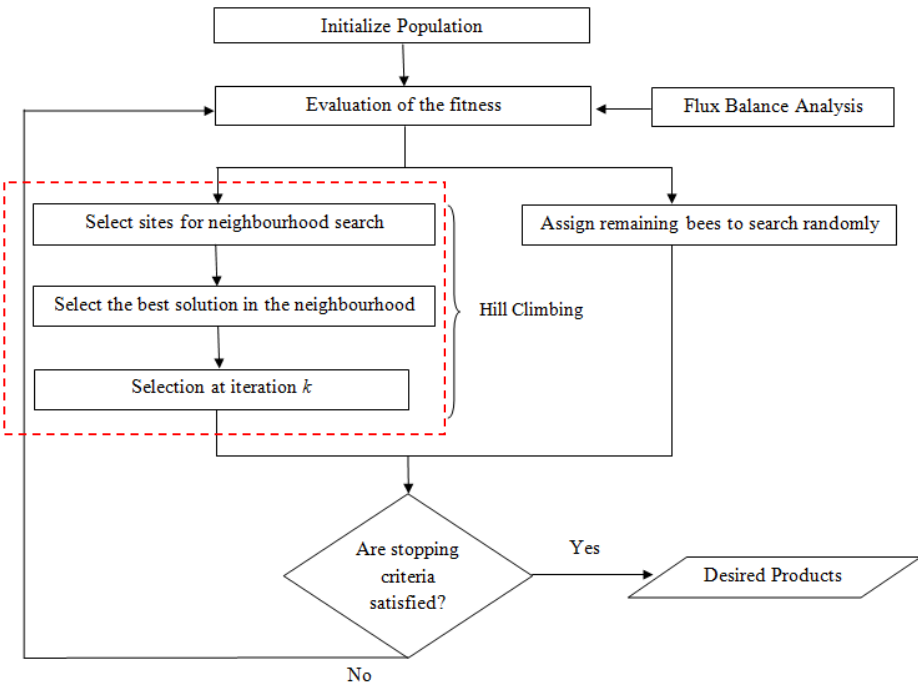 Initialize Population
Evaluation of the fitness
Flux Balance Analysis
Select sites for neighbourhood search
Assign remaining bees to search randomly
Select the best solution in the neighbourhood
Hill Climbing
Selection at iteration k
Are stopping
criteria
satisfied?
Yes
Desired Products
No